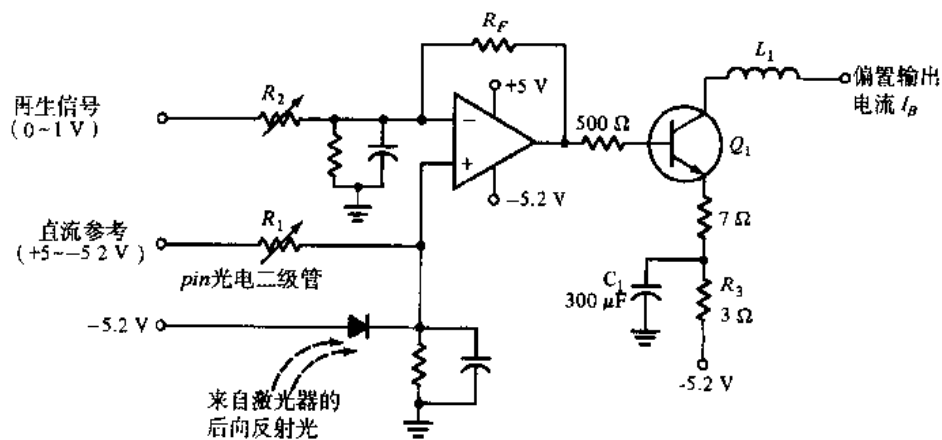 R_F
L_1
再生信号
(0~1 V)
R_2
+5 V
偏置输出
电流 I_B
500 Ω
Q_1
−
+
−5.2 V
7 Ω
直流参考
(+5~−5 2 V)
R_1
pin光电二级管
C_1
300 μF
R_3
3 Ω
−5.2 V
-5.2 V
来自激光器的
后向反射光